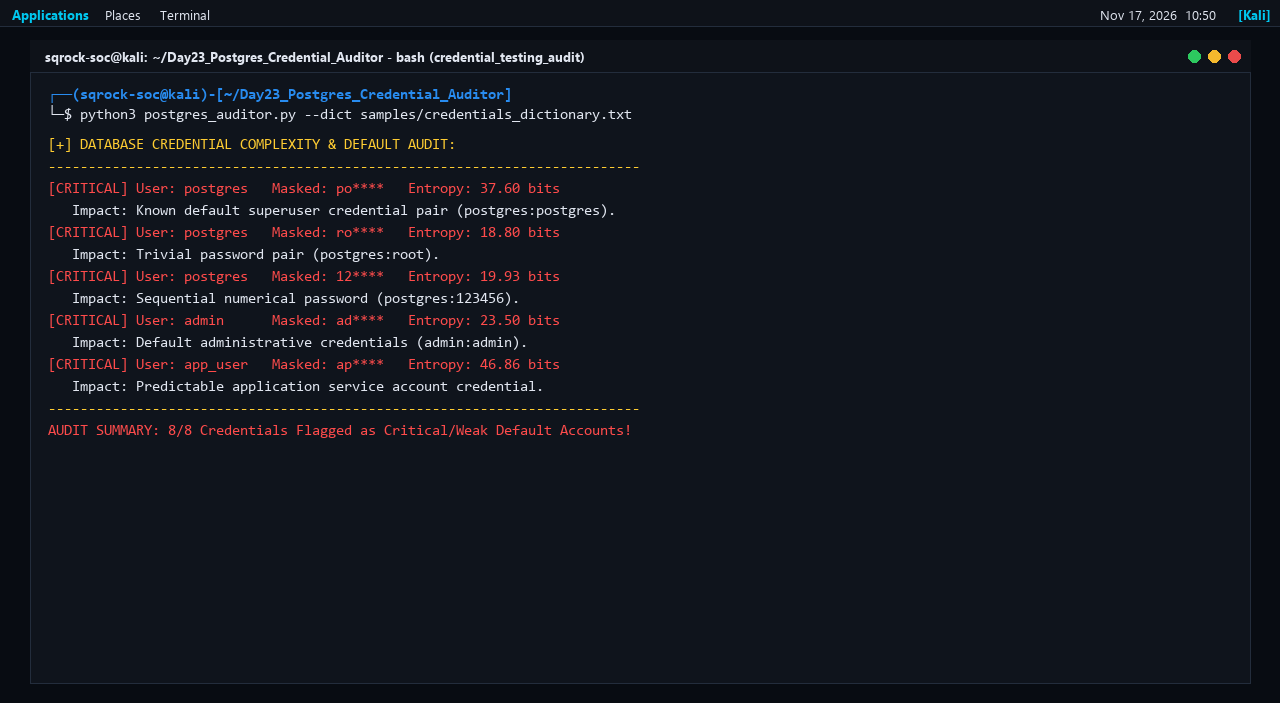 Applications Places Terminal Nov 17, 2026 10:50 [Kali]
sqrock-soc@kali: ~/Day23_Postgres_Credential_Auditor - bash (credential_testing_audit)
┌──(sqrock-soc@kali)-[~/Day23_Postgres_Credential_Auditor]
└─$ python3 postgres_auditor.py --dict samples/credentials_dictionary.txt
[+] DATABASE CREDENTIAL COMPLEXITY & DEFAULT AUDIT:
--------------------------------------------------------------------------
[CRITICAL] User: postgres   Masked: po****   Entropy: 37.60 bits
   Impact: Known default superuser credential pair (postgres:postgres).
[CRITICAL] User: postgres   Masked: ro****   Entropy: 18.80 bits
   Impact: Trivial password pair (postgres:root).
[CRITICAL] User: postgres   Masked: 12****   Entropy: 19.93 bits
   Impact: Sequential numerical password (postgres:123456).
[CRITICAL] User: admin      Masked: ad****   Entropy: 23.50 bits
   Impact: Default administrative credentials (admin:admin).
[CRITICAL] User: app_user   Masked: ap****   Entropy: 46.86 bits
   Impact: Predictable application service account credential.
--------------------------------------------------------------------------
AUDIT SUMMARY: 8/8 Credentials Flagged as Critical/Weak Default Accounts!